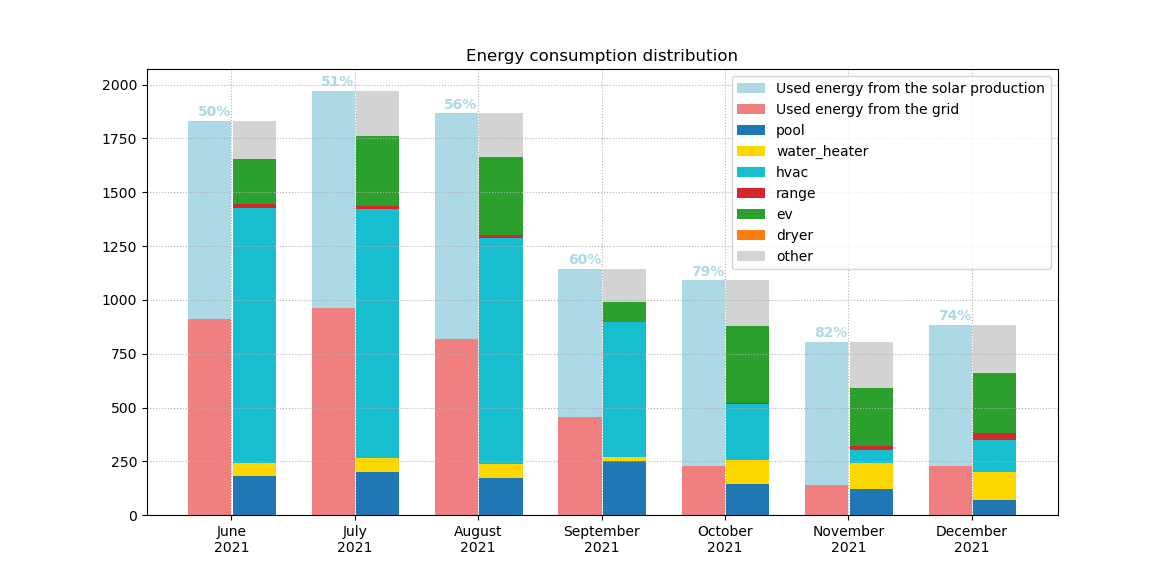 Energy consumption distribution
2000
1750
1500
1250
1000
750
500
250
0
50%
51%
56%
60%
79%
82%
74%
Used energy from the solar production
Used energy from the grid
pool
water_heater
hvac
range
ev
dryer
other
June
2021
July
2021
August
2021
September
2021
October
2021
November
2021
December
2021